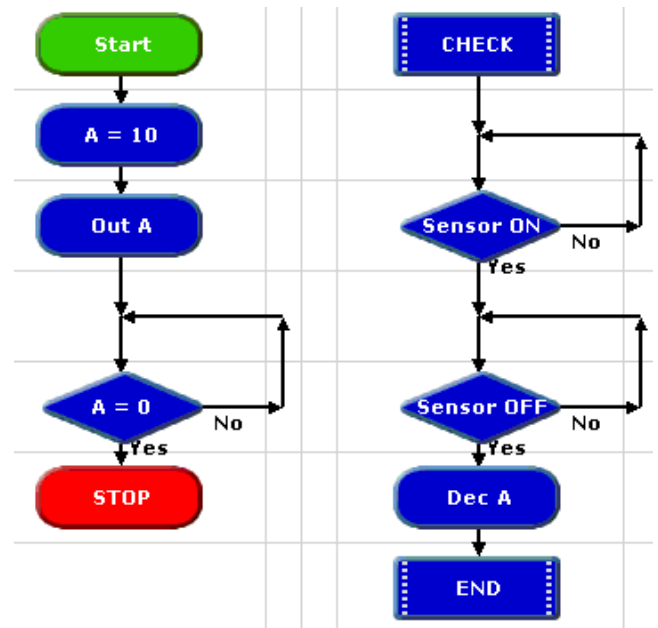 Start
A = 10
Out A
A = 0
No
Yes
STOP
CHECK
Sensor ON
No
Yes
Sensor OFF
No
Yes
Dec A
END